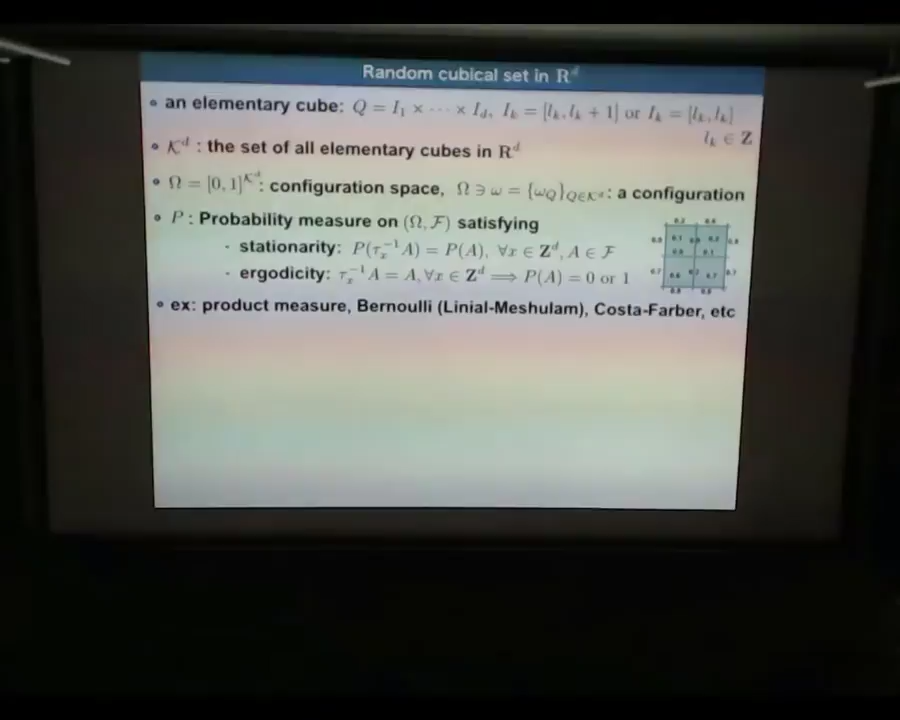 Random cubical set in R^d
• an elementary cube: Q = I_1 × ··· × I_d, I_k = [l_k, l_k + 1] or I_k = [l_k, l_k]
l_k ∈ Z
• K^d : the set of all elementary cubes in R^d
• Ω = [0, 1]^{K^d}: configuration space, Ω ∋ ω = {ω_Q}_{Q∈K^d}: a configuration
• P : Probability measure on (Ω, F) satisfying
· stationarity: P(τ_x^{-1}A) = P(A), ∀x ∈ Z^d, A ∈ F
· ergodicity: τ_x^{-1}A = A, ∀x ∈ Z^d ⟹ P(A) = 0 or 1
• ex: product measure, Bernoulli (Linial-Meshulam), Costa-Farber, etc